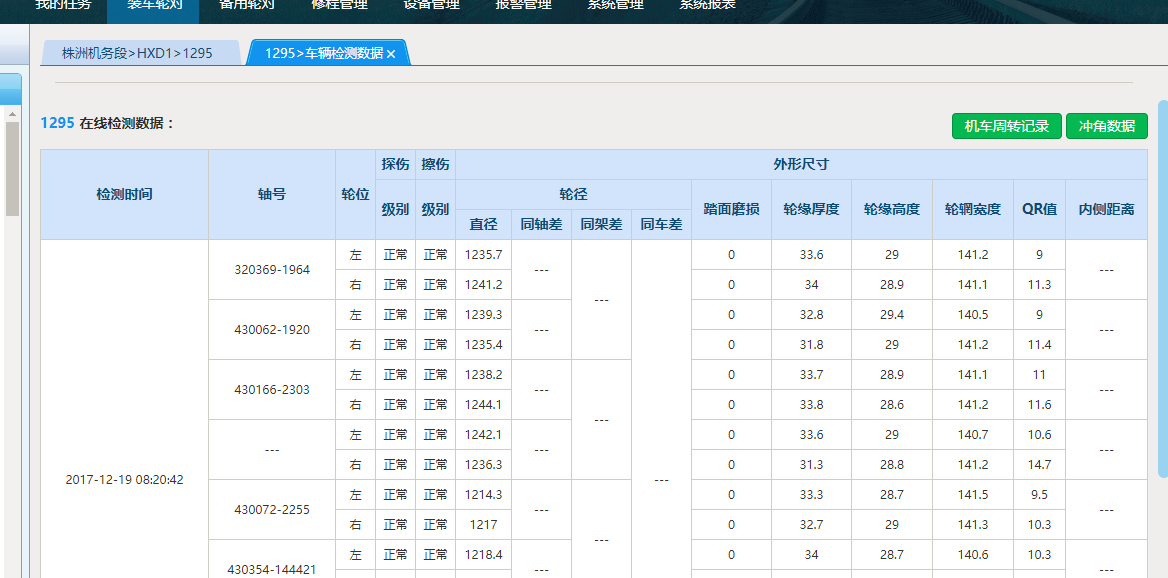 我的任务 装车轮对 备用轮对 修程管理 设备管理 报警管理 系统管理 系统报表
株洲机务段>HXD1>1295 1295>车辆检测数据×
1295 在线检测数据：
机车周转记录 冲角数据
检测时间 轴号 轮位 探伤级别 擦伤级别 外形尺寸
轮径 踏面磨损 轮缘厚度 轮缘高度 轮辋宽度 QR值 内侧距离
直径 同轴差 同架差 同车差
2017-12-19 08:20:42
320369-1964 左 正常 正常 1235.7 --- --- --- 0 33.6 29 141.2 9 ---
右 正常 正常 1241.2 0 34 28.9 141.1 11.3
430062-1920 左 正常 正常 1239.3 --- 0 32.8 29.4 140.5 9 ---
右 正常 正常 1235.4 0 31.8 29 141.2 11.4
430166-2303 左 正常 正常 1238.2 --- --- 0 33.7 28.9 141.1 11 ---
右 正常 正常 1244.1 0 33.8 28.6 141.2 11.6
--- 左 正常 正常 1242.1 --- 0 33.6 29 140.7 10.6 ---
右 正常 正常 1236.3 0 31.3 28.8 141.2 14.7
430072-2255 左 正常 正常 1214.3 --- --- 0 33.3 28.7 141.5 9.5 ---
右 正常 正常 1217 0 32.7 29 141.3 10.3
430354-144421 左 正常 正常 1218.4 --- 0 34 28.7 140.6 10.3 ---